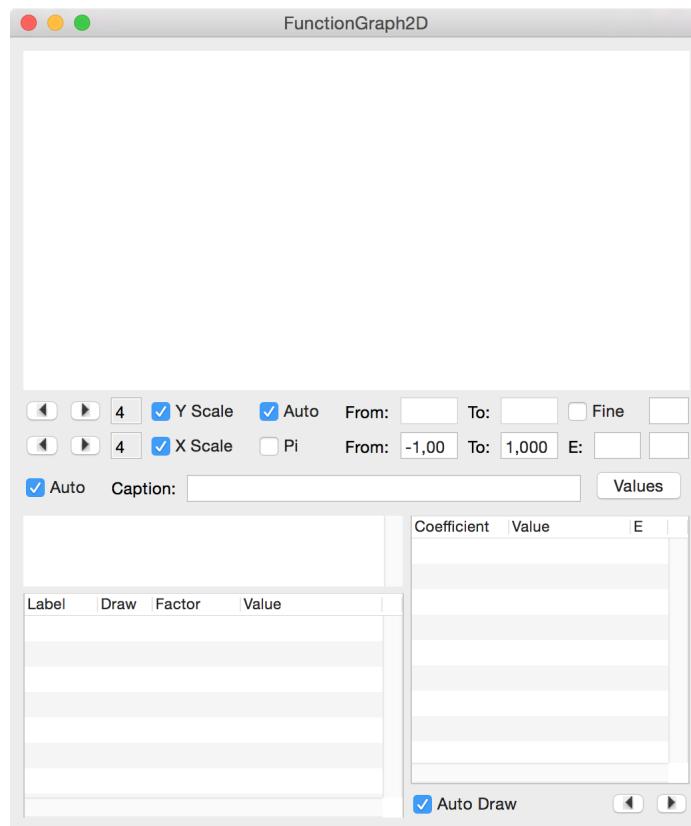 FunctionGraph2D
4 Y Scale Auto From: To: Fine
4 X Scale Pi From: -1,00 To: 1,000 E:
Auto Caption: Values
Coefficient Value E
Label Draw Factor Value
Auto Draw